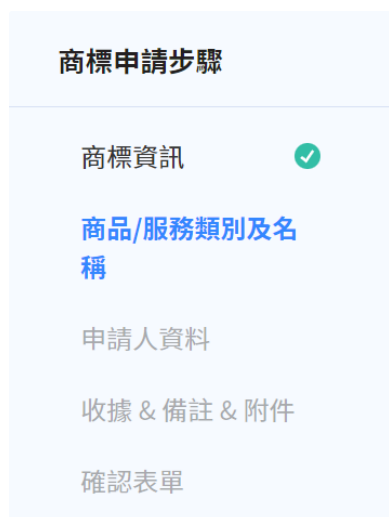 商標申請步驟
商標資訊
商品/服務類別及名
稱
申請人資料
收據 & 備註 & 附件
確認表單